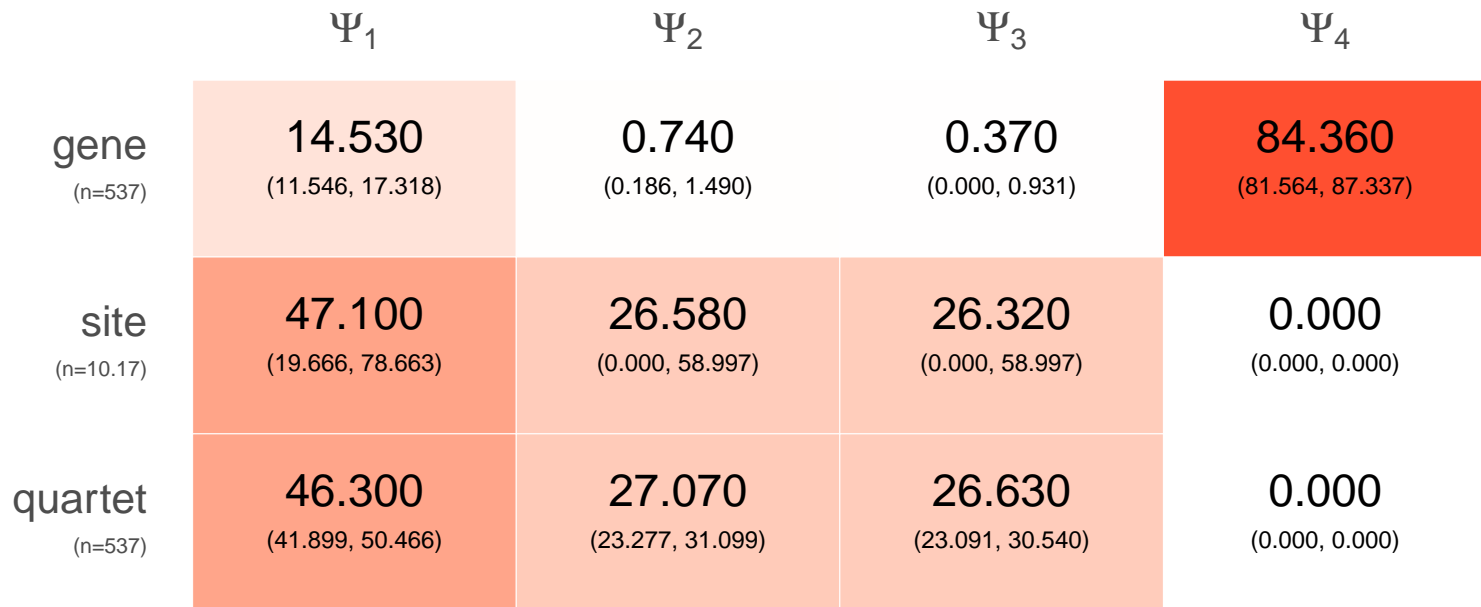 Ψ1 Ψ2 Ψ3 Ψ4
gene 14.530 0.740 0.370 84.360
(n=537) (11.546, 17.318) (0.186, 1.490) (0.000, 0.931) (81.564, 87.337)
site 47.100 26.580 26.320 0.000
(n=10.17) (19.666, 78.663) (0.000, 58.997) (0.000, 58.997) (0.000, 0.000)
quartet 46.300 27.070 26.630 0.000
(n=537) (41.899, 50.466) (23.277, 31.099) (23.091, 30.540) (0.000, 0.000)